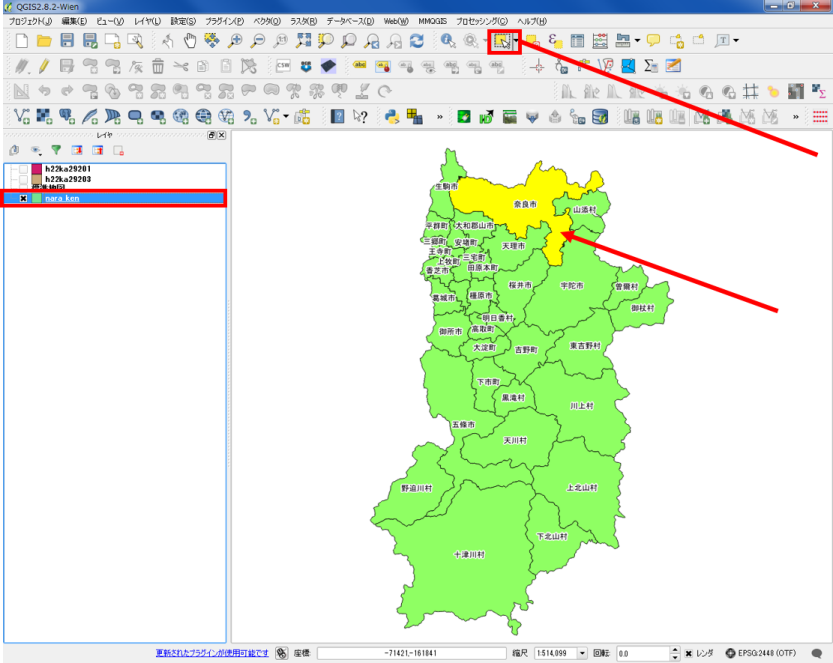 QGIS2.8.2-Wien
プロジェクト(J) 編集(E) ビュー(V) レイヤ(L) 設定(S) プラグイン(P) ベクタ(O) ラスタ(R) データベース(D) Web(W) MMQGIS プロセッシング(C) ヘルプ(H)
CSW
abc
レイヤ
h22ka29201
h22ka29203
標準地図
nara_ken
生駒市
奈良市
山添村
平群町
大和郡山市
三郷町
安堵町
天理市
王寺町
三宅町
上牧町
田原本町
香芝市
桜井市
宇陀市
曽爾村
葛城市
橿原市
御杖村
明日香村
御所市
高取町
大淀町
吉野町
東吉野村
下市町
黒滝村
川上村
五條市
天川村
野迫川村
上北山村
下北山村
十津川村
更新されたプラグインが使用可能です 座標: -71421,-161841 縮尺 1:514,099 回転: 0.0 レンダ EPSG:2448 (OTF)